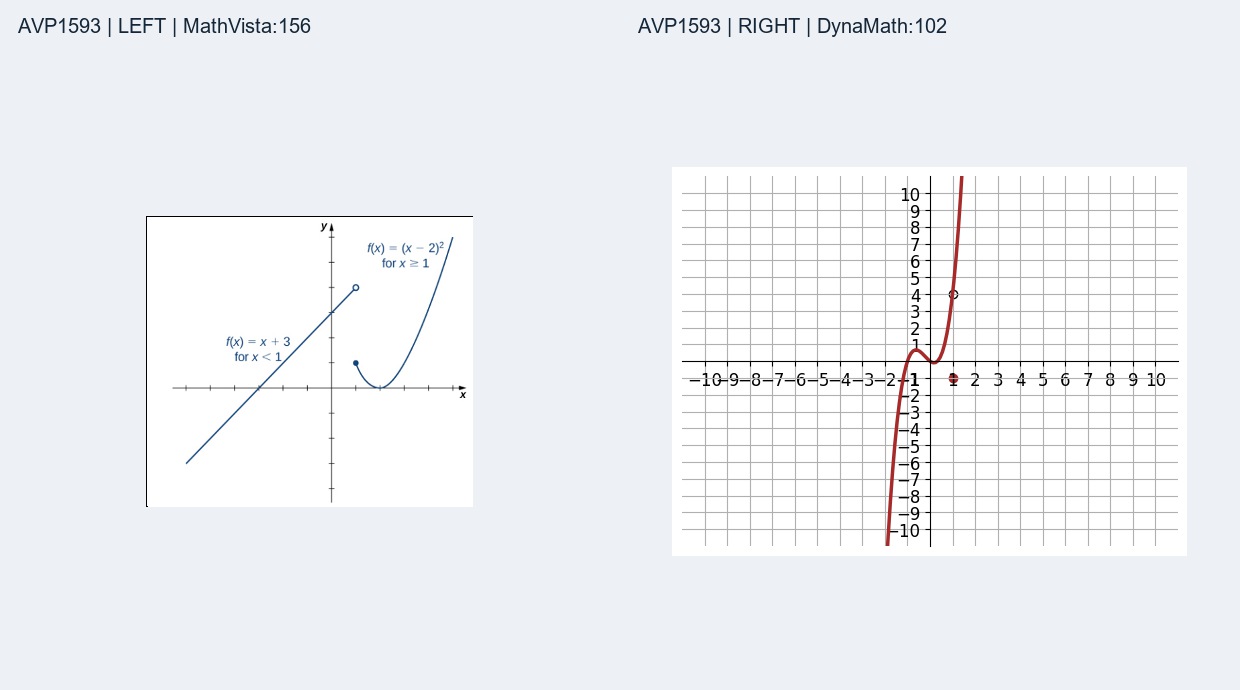 AVP1593 | LEFT | MathVista:156
AVP1593 | RIGHT | DynaMath:102
y
f(x) = (x − 2)²
for x ≥ 1
f(x) = x + 3
for x < 1
x
10
9
8
7
6
5
4
3
2
1
−10 −9 −8 −7 −6 −5 −4 −3 −2 −1 1 2 3 4 5 6 7 8 9 10
−1
−2
−3
−4
−5
−6
−7
−8
−9
−10